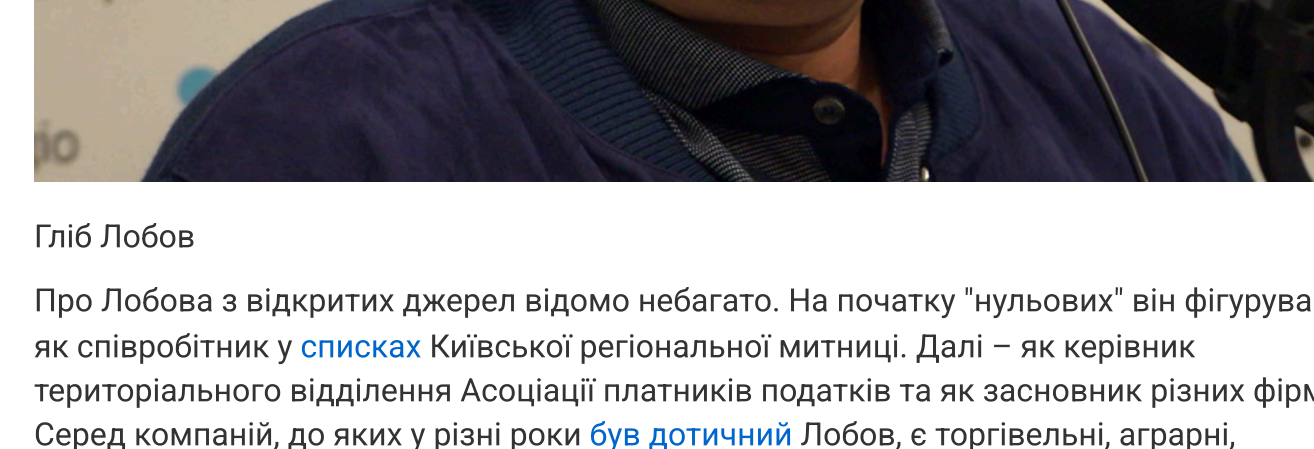 Гліб Лобов
Про Лобова з відкритих джерел відомо небагато. На початку "нульових" він фігурува
як співробітник у списках Київської регіональної митниці. Далі – як керівник
територіального відділення Асоціації платників податків та як засновник різних фірм
Серед компаній, до яких у різні роки був дотичний Лобов, є торгівельні, аграрні,